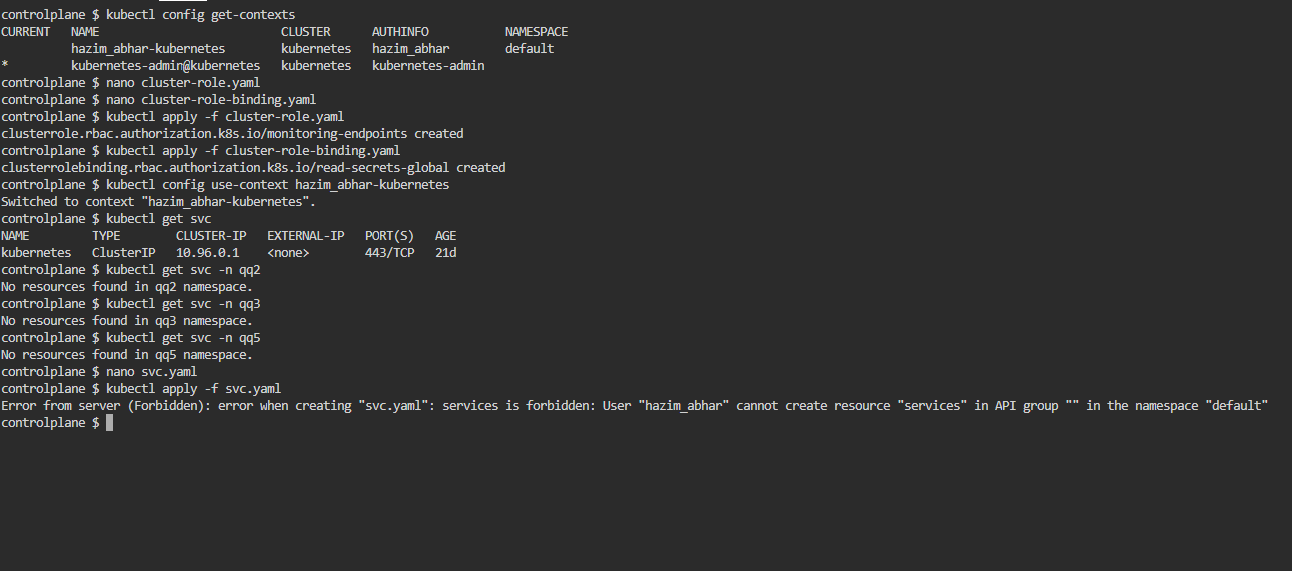 controlplane $ kubectl config get-contexts
CURRENT   NAME                          CLUSTER      AUTHINFO           NAMESPACE
          hazim_abhar-kubernetes        kubernetes   hazim_abhar        default
*         kubernetes-admin@kubernetes   kubernetes   kubernetes-admin
controlplane $ nano cluster-role.yaml
controlplane $ nano cluster-role-binding.yaml
controlplane $ kubectl apply -f cluster-role.yaml
clusterrole.rbac.authorization.k8s.io/monitoring-endpoints created
controlplane $ kubectl apply -f cluster-role-binding.yaml
clusterrolebinding.rbac.authorization.k8s.io/read-secrets-global created
controlplane $ kubectl config use-context hazim_abhar-kubernetes
Switched to context "hazim_abhar-kubernetes".
controlplane $ kubectl get svc
NAME         TYPE        CLUSTER-IP   EXTERNAL-IP   PORT(S)   AGE
kubernetes   ClusterIP   10.96.0.1    <none>        443/TCP   21d
controlplane $ kubectl get svc -n qq2
No resources found in qq2 namespace.
controlplane $ kubectl get svc -n qq3
No resources found in qq3 namespace.
controlplane $ kubectl get svc -n qq5
No resources found in qq5 namespace.
controlplane $ nano svc.yaml
controlplane $ kubectl apply -f svc.yaml
Error from server (Forbidden): error when creating "svc.yaml": services is forbidden: User "hazim_abhar" cannot create resource "services" in API group "" in the namespace "default"
controlplane $